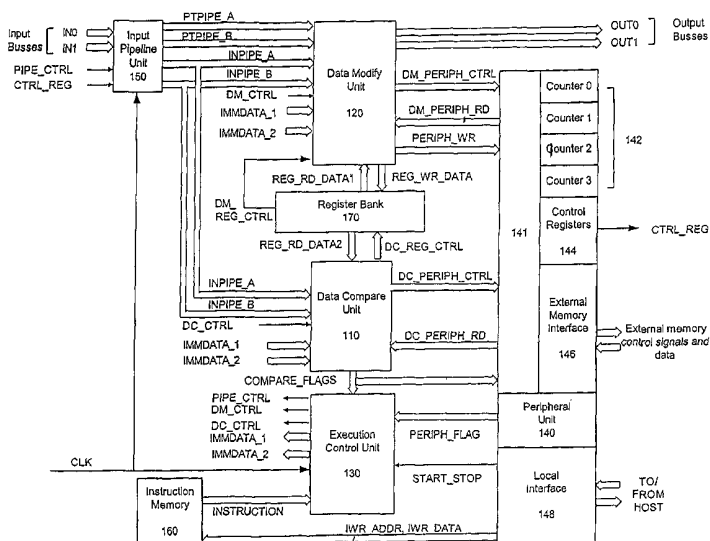 Input
Busses
IN0
IN1
PIPE_CTRL
CTRL_REG
Input
Pipeline
Unit
150
PTPIPE_A
PTPIPE_B
INPIPE_A
INPIPE_B
DM_CTRL
IMMDATA_1
IMMDATA_2
Data Modify
Unit
120
OUT0
OUT1
Output
Busses
DM_PERIPH_CTRL
DM_PERIPH_RD
PERIPH_WR
141
Counter 0
Counter 1
Counter 2
Counter 3
142
REG_RD_DATA1
REG_WR_DATA
DM_
REG_CTRL
Register Bank
170
REG_RD_DATA2
DC_REG_CTRL
Control
Registers
144
CTRL_REG
INPIPE_A
INPIPE_B
DC_CTRL
IMMDATA_1
IMMDATA_2
Data Compare
Unit
110
DC_PERIPH_CTRL
DC_PERIPH_RD
External
Memory
Interface
146
External memory
control signals and
data
COMPARE_FLAGS
PIPE_CTRL
DM_CTRL
DC_CTRL
IMMDATA_1
IMMDATA_2
Execution
Control Unit
130
PERIPH_FLAG
START_STOP
Peripheral
Unit
140
CLK
Instruction
Memory
160
INSTRUCTION
Local
Interface
148
TO/
FROM
HOST
IWR_ADDR, IWR_DATA